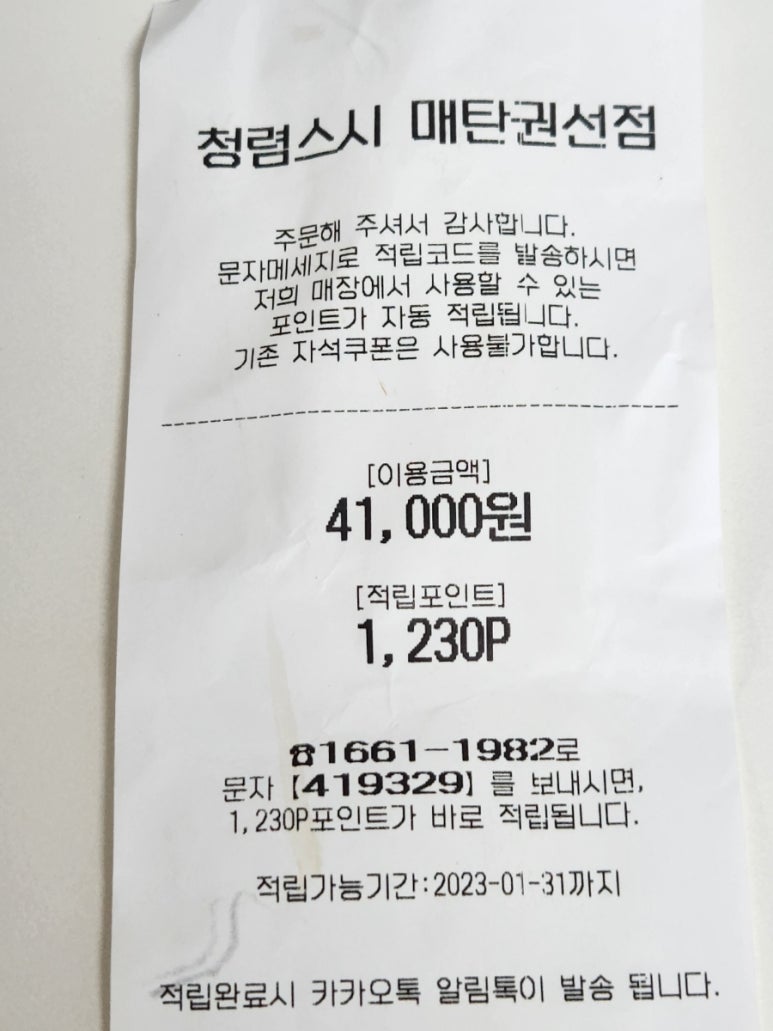 청렴스시 매탄권선점
주문해 주셔서 감사합니다.
문자메세지로 적립코드를 발송하시면
저희 매장에서 사용할 수 있는
포인트가 자동 적립됩니다.
기존 자석쿠폰은 사용불가합니다.
[이용금액]
41,000원
[적립포인트]
1,230P
☎1661-1982로
문자【419329】를 보내시면,
1,230P포인트가 바로 적립됩니다.
적립가능기간:2023-01-31까지
적립완료시 카카오톡 알림톡이 발송 됩니다.